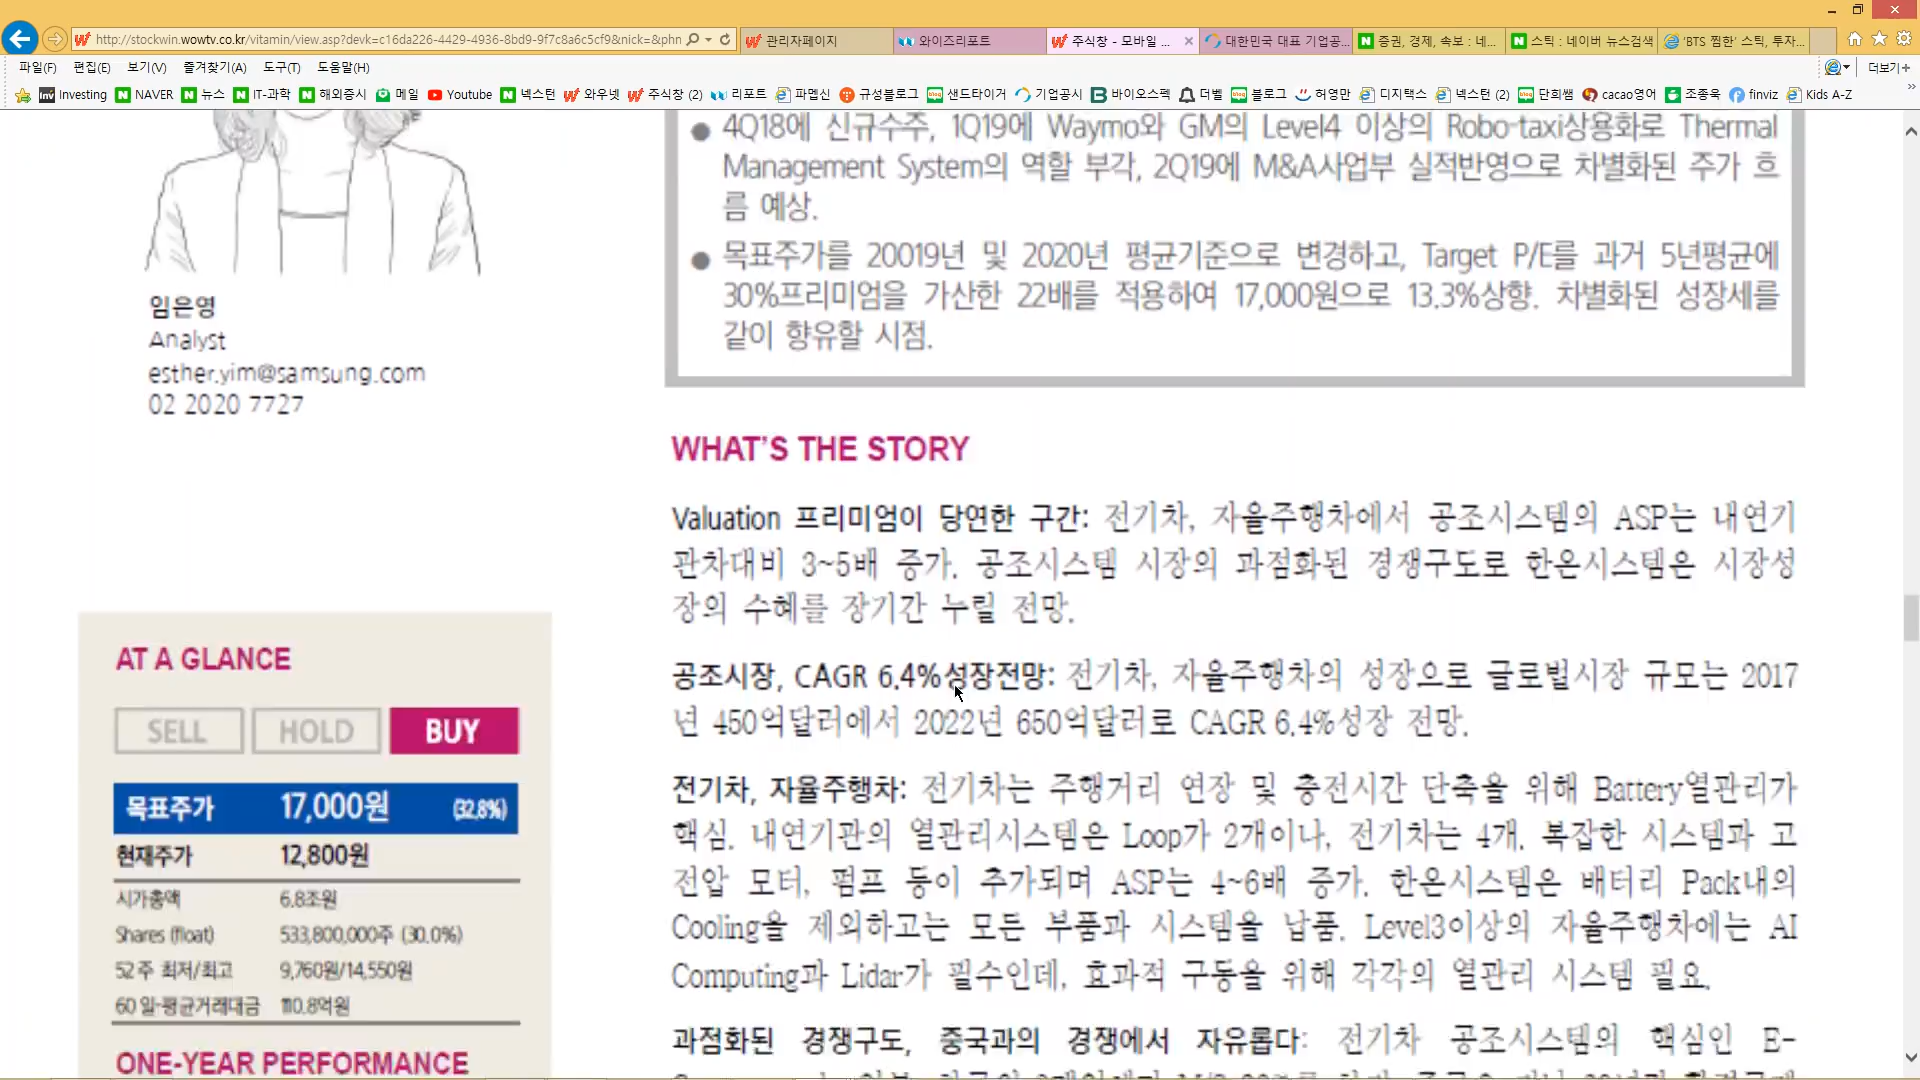 http://stockwin.wowtv.co.kr/vitamin/view.asp?devk=c16da226-4429-4936-8bd9-9f7c8a6c5cf9&nick=&phn
관리자페이지
와이즈리포트
주식창 - 모바일 ...
대한민국 대표 기업공...
증권, 경제, 속보 : 네...
스틱 : 네이버 뉴스검색
'BTS 찜한' 스틱, 투자...
파일(F) 편집(E) 보기(V) 즐겨찾기(A) 도구(T) 도움말(H) 더보기
Investing NAVER 뉴스 IT-과학 해외증시 메일 Youtube 넥스턴 와우넷 주식창 (2) 리포트 파맵신 규성블로그 샌드타이거 기업공시 바이오스펙 더벨 블로그 허영만 디지택스 넥스턴 (2) 단희쌤 cacao영어 조종욱 finviz Kids A-Z
● 4Q18에 신규수주, 1Q19에 Waymo와 GM의 Level4 이상의 Robo-taxi상용화로 Thermal
Management System의 역할 부각, 2Q19에 M&A사업부 실적반영으로 차별화된 주가 흐
름 예상.
● 목표주가를 20019년 및 2020년 평균기준으로 변경하고, Target P/E를 과거 5년평균에
30%프리미엄을 가산한 22배를 적용하여 17,000원으로 13.3%상향. 차별화된 성장세를
같이 향유할 시점.
임은영
Analyst
esther.yim@samsung.com
02 2020 7727
WHAT'S THE STORY
Valuation 프리미엄이 당연한 구간: 전기차, 자율주행차에서 공조시스템의 ASP는 내연기
관차대비 3~5배 증가. 공조시스템 시장의 과점화된 경쟁구도로 한온시스템은 시장성
장의 수혜를 장기간 누릴 전망.
공조시장, CAGR 6.4%성장전망: 전기차, 자율주행차의 성장으로 글로벌시장 규모는 2017
년 450억달러에서 2022년 650억달러로 CAGR 6.4%성장 전망.
전기차, 자율주행차: 전기차는 주행거리 연장 및 충전시간 단축을 위해 Battery열관리가
핵심. 내연기관의 열관리시스템은 Loop가 2개이나, 전기차는 4개. 복잡한 시스템과 고
전압 모터, 펌프 등이 추가되며 ASP는 4~6배 증가. 한온시스템은 배터리 Pack내의
Cooling을 제외하고는 모든 부품과 시스템을 납품. Level3이상의 자율주행차에는 AI
Computing과 Lidar가 필수인데, 효과적 구동을 위해 각각의 열관리 시스템 필요.
과점화된 경쟁구도, 중국과의 경쟁에서 자유롭다: 전기차 공조시스템의 핵심인 E-
AT A GLANCE
SELL HOLD BUY
목표주가 17,000원 (32.8%)
현재주가 12,800원
시가총액 6.8조원
Shares (float) 533,800,000주 (30.0%)
52주 최저/최고 9,760원/14,550원
60일-평균거래대금 110.8억원
ONE-YEAR PERFORMANCE